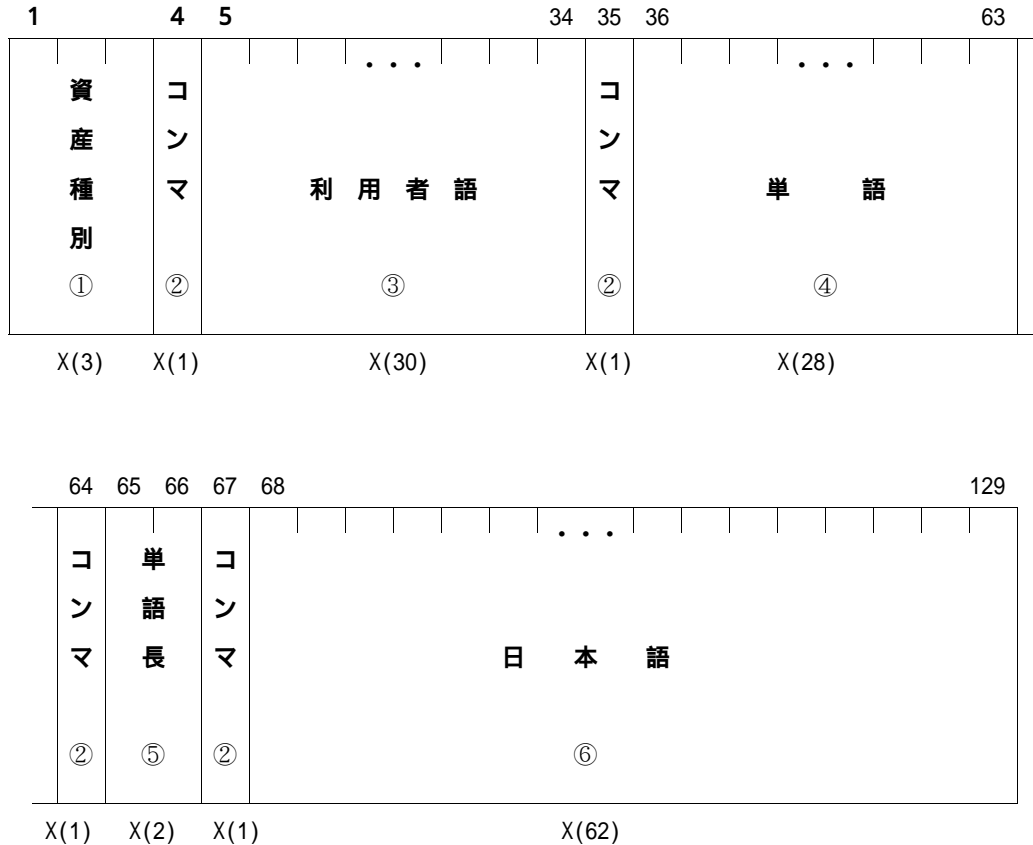 1 4 5 34 35 36 63
・・・ ・・・
資産種別
コンマ
利用者語
コンマ
単語
① ② ③ ② ④
X(3) X(1) X(30) X(1) X(28)
64 65 66 67 68 129
・・・
コンマ
単語長
コンマ
日本語
② ⑤ ② ⑥
X(1) X(2) X(1) X(62)